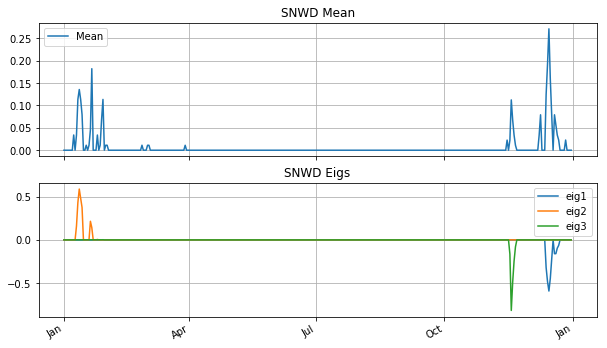 SNWD Mean
Mean
0.25
0.20
0.15
0.10
0.05
0.00
SNWD Eigs
eig1
eig2
eig3
0.5
0.0
−0.5
Jan
Apr
Jul
Oct
Jan